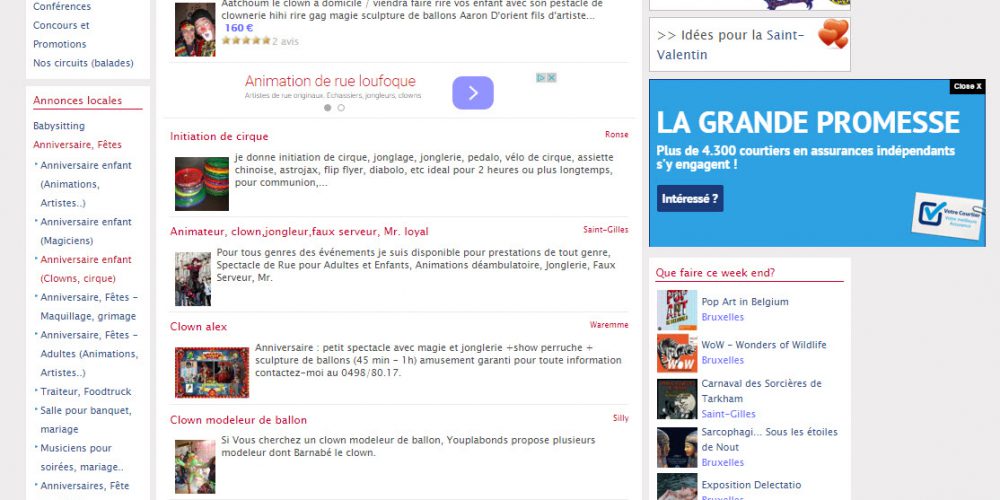 Conférences
Concours et
Promotions
Nos circuits (balades)
Annonces locales
Babysitting
Anniversaire, Fêtes
Anniversaire enfant
(Animations,
Artistes..)
Anniversaire enfant
(Magiciens)
Anniversaire enfant
(Clowns, cirque)
Anniversaire, Fêtes -
Maquillage, grimage
Anniversaire, Fêtes -
Adultes (Animations,
Artistes..)
Traiteur, Foodtruck
Salle pour banquet,
mariage
Musiciens pour
soirées, mariage..
Anniversaires, Fête
Aatchoum le clown à domicile / viendra faire rire vos enfant avec son pestacle de
clownerie hihi rire gag magie sculpture de ballons Aaron D'orient fils d'artiste...
160 €
2 avis
Animation de rue loufoque
Artistes de rue originaux. Échassiers, jongleurs, clowns
Initiation de cirque
Ronse
je donne initiation de cirque, jonglage, jonglerie, pedalo, vélo de cirque, assiette
chinoise, astrojax, flip flyer, diabolo, etc ideal pour 2 heures ou plus longtemps,
pour communion,...
Animateur, clown,jongleur,faux serveur, Mr. loyal
Saint-Gilles
Pour tous genres des événements je suis disponible pour prestations de tout genre,
Spectacle de Rue pour Adultes et Enfants, Animations déambulatoire, Jonglerie, Faux
Serveur, Mr.
Clown alex
Waremme
Anniversaire : petit spectacle avec magie et jonglerie +show perruche +
sculpture de ballons (45 min - 1h) amusement garanti pour toute information
contactez-moi au 0498/80.17.
Clown modeleur de ballon
Silly
Si Vous cherchez un clown modeleur de ballon, Youplabonds propose plusieurs
modeleur dont Barnabé le clown.
>> Idées pour la Saint-
Valentin
Close X
LA GRANDE PROMESSE
Plus de 4.300 courtiers en assurances indépendants
s'y engagent !
Intéressé ?
Votre Courtier
Votre meilleure
Assurance
Que faire ce week end?
POP
ART
Pop Art in Belgium
Bruxelles
WOW
WoW - Wonders of Wildlife
Bruxelles
Carnaval des Sorcières de
Tarkham
Saint-Gilles
Sarcophagi... Sous les étoiles
de Nout
Bruxelles
Exposition Delectatio
Bruxelles